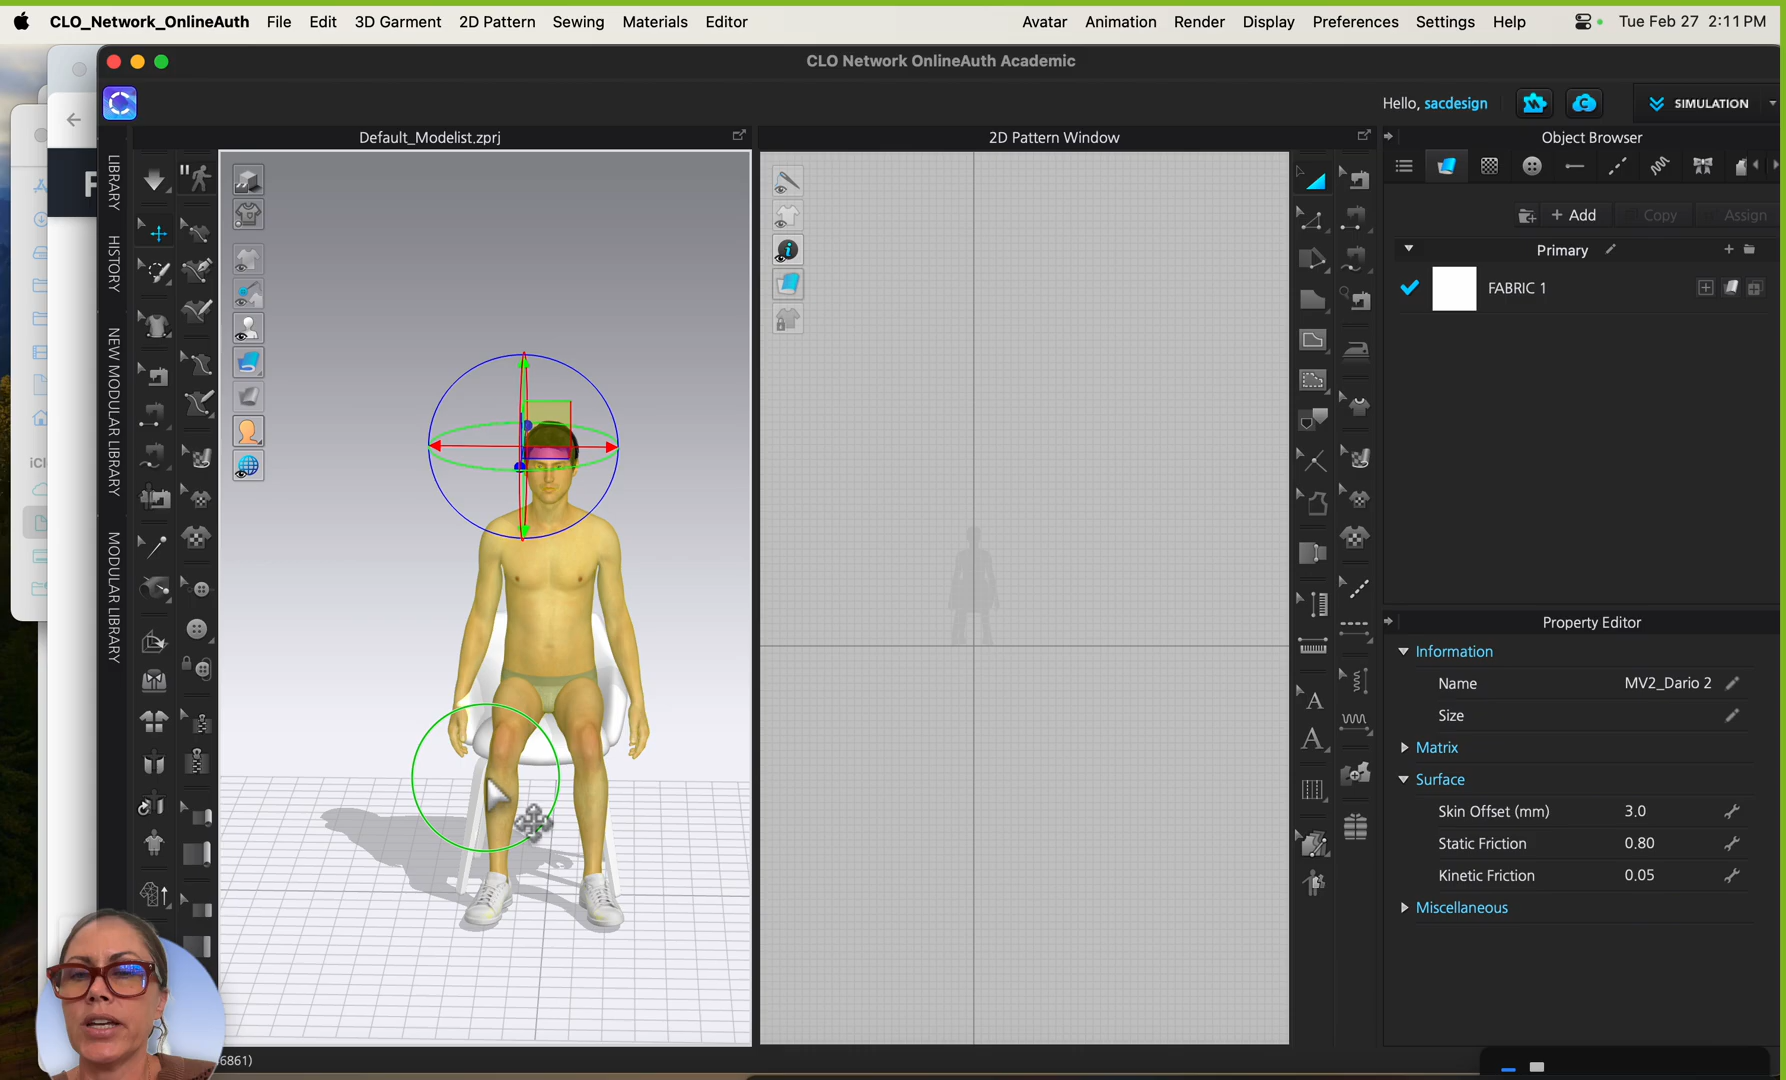 CLO_Network_OnlineAuth File Edit 3D Garment 2D Pattern Sewing Materials Editor Avatar Animation Render Display Preferences Settings Help Tue Feb 27 2:11 PM
CLO Network OnlineAuth Academic
Hello, sacdesign SIMULATION
Default_Modelist.zprj 2D Pattern Window Object Browser
LIBRARY
HISTORY
NEW MODULAR LIBRARY
MODULAR LIBRARY
iCl
+ Add Copy Assign
Primary
FABRIC 1
Property Editor
Information
Name MV2_Dario 2
Size
Matrix
Surface
Skin Offset (mm) 3.0
Static Friction 0.80
Kinetic Friction 0.05
Miscellaneous
6861)